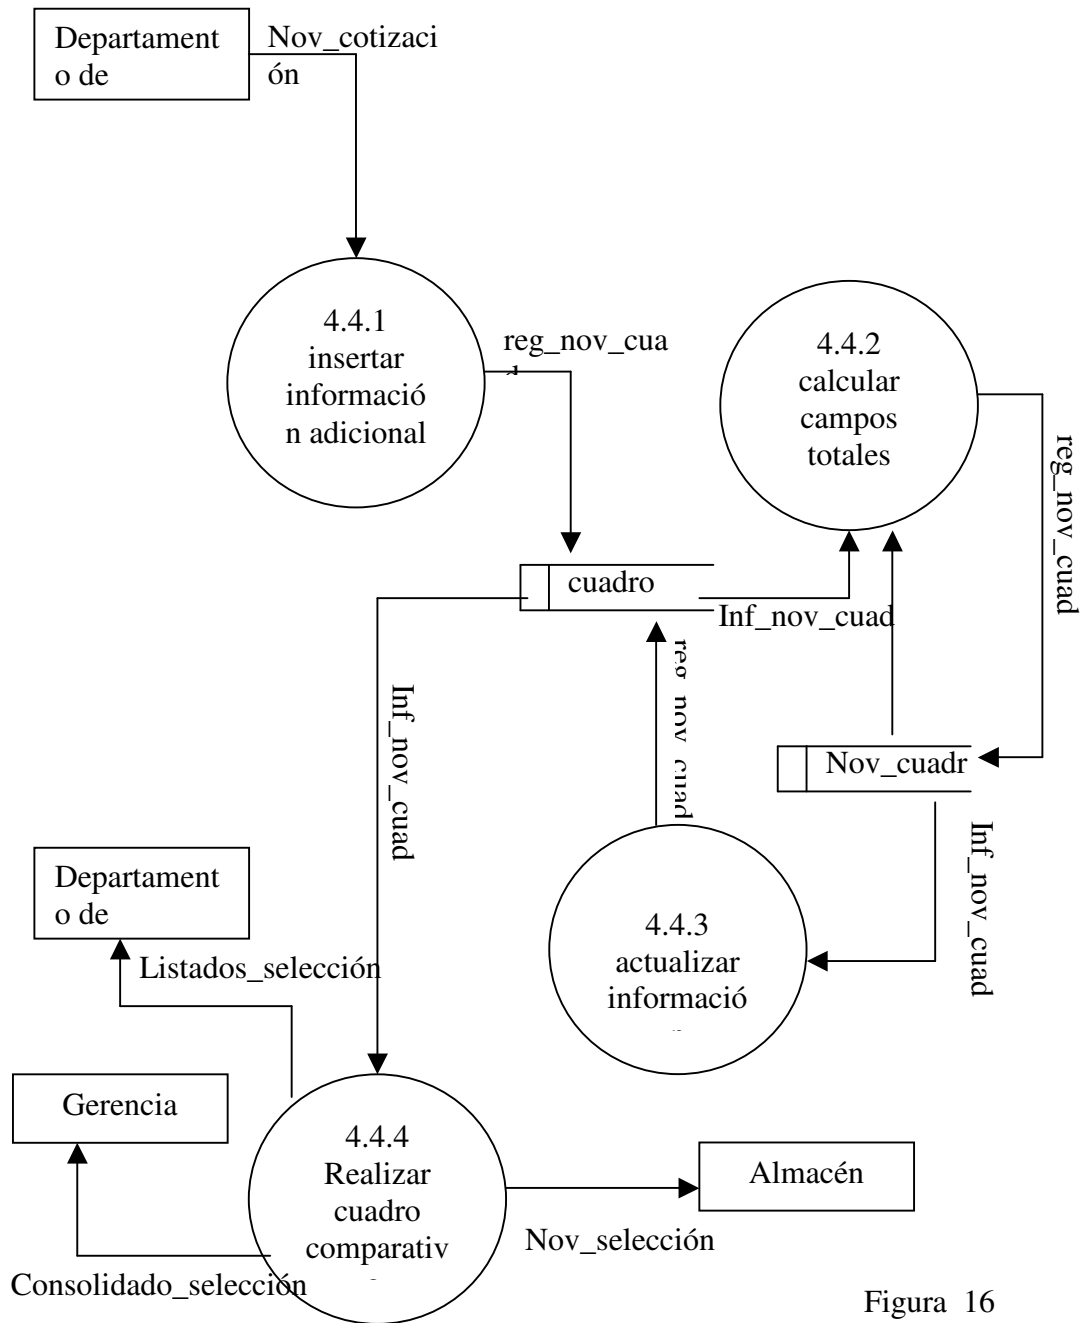 Departament
o de
Nov_cotizaci
ón
4.4.1
insertar
informació
n adicional
reg_nov_cua
4.4.2
calcular
campos
totales
reg_nov_cuad
cuadro
Inf_nov_cuad
reg_nov_cuad
Inf_nov_cuad
Nov_cuadr
Inf_nov_cuad
Departament
o de
Listados_selección
4.4.3
actualizar
informació
Gerencia
4.4.4
Realizar
cuadro
comparativ
Almacén
Nov_selección
Consolidado_selección
Figura 16